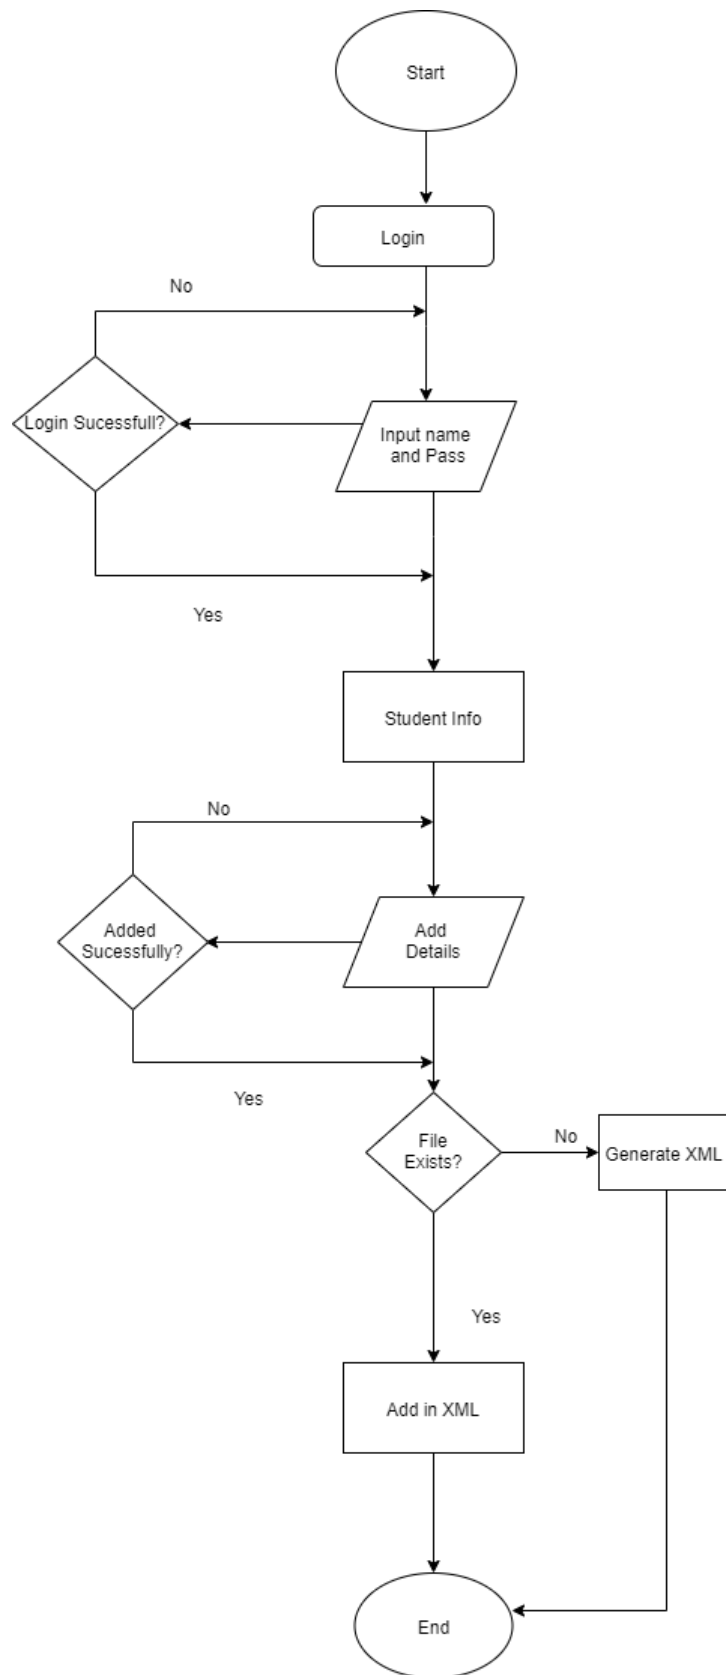 Start
Login
No
Login Sucessfull?
Input name
and Pass
Yes
Student Info
No
Added
Sucessfully?
Add
Details
Yes
File
Exists?
No
Generate XML
Yes
Add in XML
End